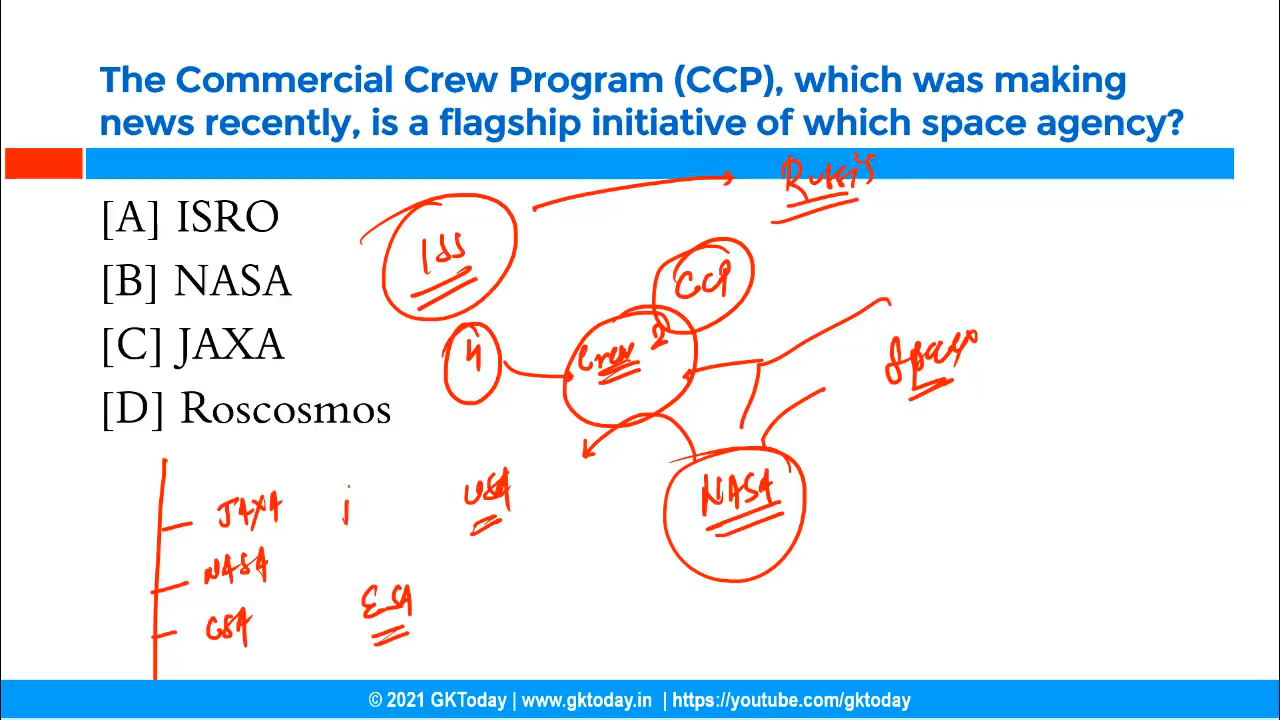 The Commercial Crew Program (CCP), which was making
news recently, is a flagship initiative of which space agency?
[A] ISRO
[B] NASA
[C] JAXA
[D] Roscosmos
ISS
CCP
4
Crew 2
NASA
USA
JAXA j
NASA
ESA
© 2021 GKToday | www.gktoday.in | https://youtube.com/gktoday